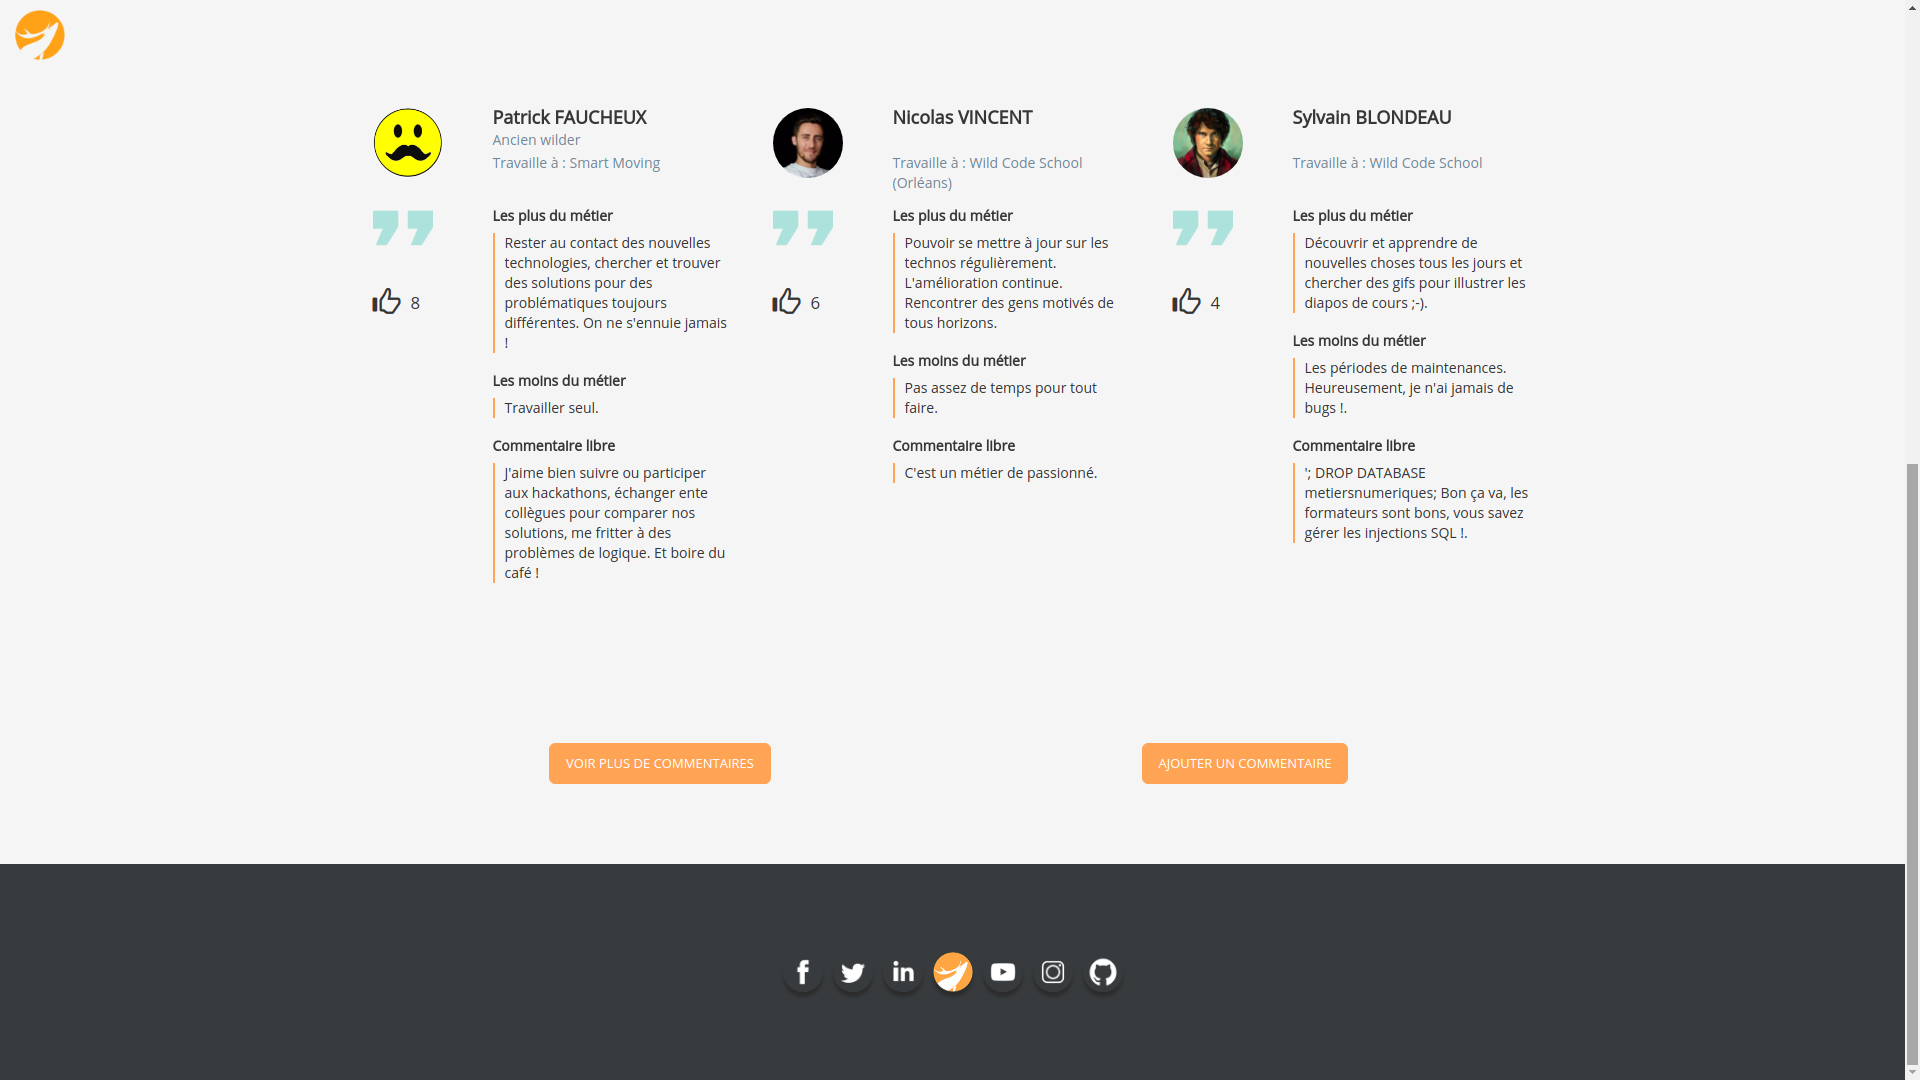 Patrick FAUCHEUX
Ancien wilder
Travaille à : Smart Moving
Les plus du métier
Rester au contact des nouvelles
technologies, chercher et trouver
des solutions pour des
problématiques toujours
différentes. On ne s'ennuie jamais
!
8
Les moins du métier
Travailler seul.
Commentaire libre
J'aime bien suivre ou participer
aux hackathons, échanger ente
collègues pour comparer nos
solutions, me fritter à des
problèmes de logique. Et boire du
café !
Nicolas VINCENT
Travaille à : Wild Code School
(Orléans)
Les plus du métier
Pouvoir se mettre à jour sur les
technos régulièrement.
L'amélioration continue.
Rencontrer des gens motivés de
tous horizons.
6
Les moins du métier
Pas assez de temps pour tout
faire.
Commentaire libre
C'est un métier de passionné.
Sylvain BLONDEAU
Travaille à : Wild Code School
Les plus du métier
Découvrir et apprendre de
nouvelles choses tous les jours et
chercher des gifs pour illustrer les
diapos de cours ;-).
4
Les moins du métier
Les périodes de maintenances.
Heureusement, je n'ai jamais de
bugs !.
Commentaire libre
'; DROP DATABASE
metiersnumeriques; Bon ça va, les
formateurs sont bons, vous savez
gérer les injections SQL !.
VOIR PLUS DE COMMENTAIRES
AJOUTER UN COMMENTAIRE